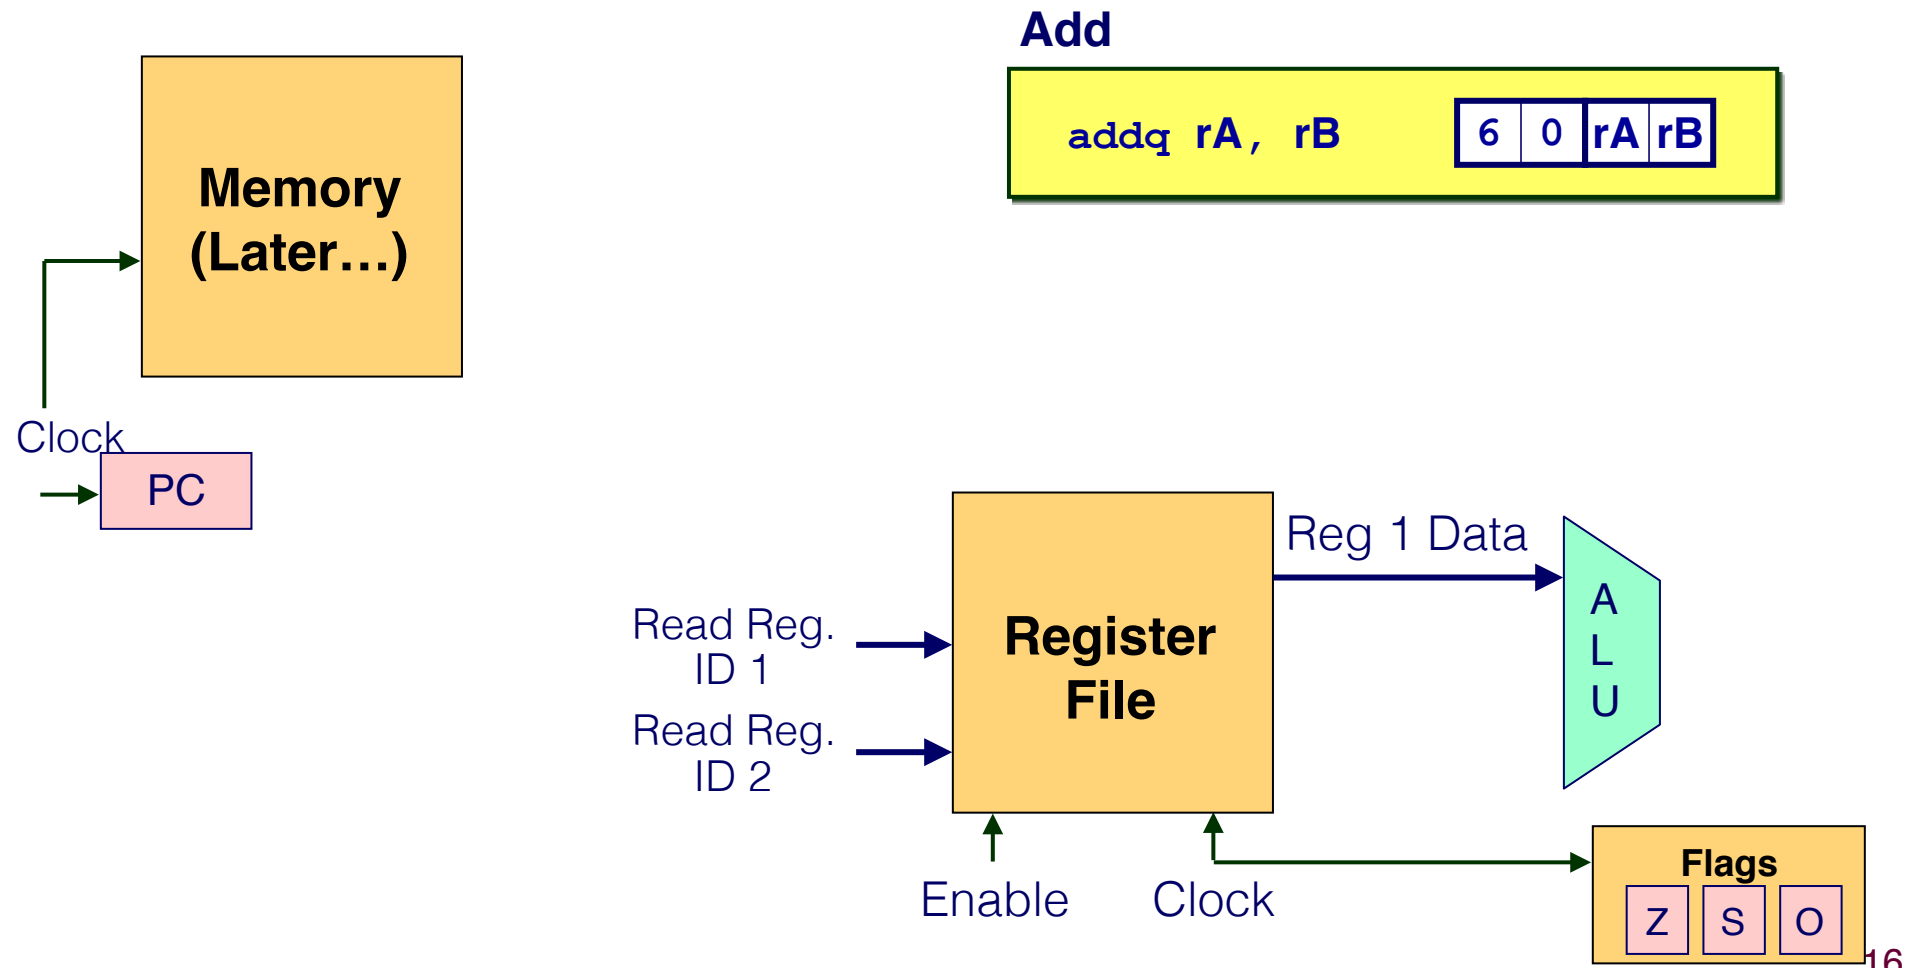 Add
addq rA, rB
6 0 rA rB
Memory
(Later…)
Clock
PC
Reg 1 Data
Read Reg.
ID 1
Read Reg.
ID 2
Register
File
A
L
U
Enable
Clock
Flags
Z S O
16